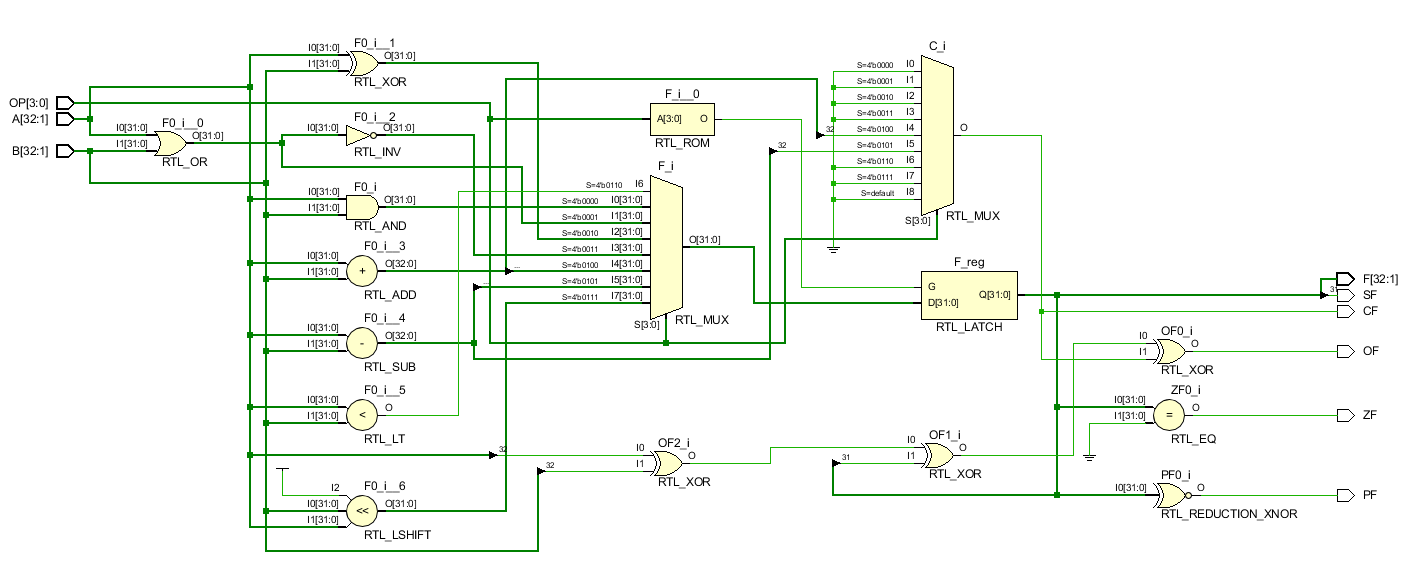 F0_i__1
I0[31:0]
I1[31:0]
O[31:0]
RTL_XOR
OP[3:0]
A[32:1]
B[32:1]
F0_i__0
I0[31:0]
I1[31:0]
O[31:0]
RTL_OR
F0_i__2
I0[31:0]
O[31:0]
RTL_INV
F0_i
I0[31:0]
I1[31:0]
O[31:0]
RTL_AND
F0_i__3
I0[31:0]
I1[31:0]
+
O[32:0]
RTL_ADD
F0_i__4
I0[31:0]
I1[31:0]
-
O[32:0]
RTL_SUB
F0_i__5
I0[31:0]
I1[31:0]
<
O
RTL_LT
F0_i__6
I2
I0[31:0]
I1[31:0]
<<
O[31:0]
RTL_LSHIFT
F_i__0
A[3:0] O
RTL_ROM
F_i
S=4'b0110 I6
S=4'b0000 I0[31:0]
S=4'b0001 I1[31:0]
S=4'b0010 I2[31:0]
S=4'b0011 I3[31:0]
S=4'b0100 I4[31:0]
S=4'b0101 I5[31:0]
S=4'b0111 I7[31:0]
S[3:0]
O[31:0]
RTL_MUX
...
C_i
S=4'b0000 I0
S=4'b0001 I1
S=4'b0010 I2
S=4'b0011 I3
32 S=4'b0100 I4
32 S=4'b0101 I5
S=4'b0110 I6
S=4'b0111 I7
S=default I8
S[3:0]
O
RTL_MUX
F_reg
G
D[31:0]
Q[31:0]
RTL_LATCH
32
32
OF2_i
I0
I1
O
RTL_XOR
31
OF1_i
I0
I1
O
RTL_XOR
OF0_i
I0
I1
O
RTL_XOR
ZF0_i
I0[31:0]
I1[31:0]
=
O
RTL_EQ
PF0_i
I0[31:0]
O
RTL_REDUCTION_XNOR
F[32:1]
SF
CF
OF
ZF
PF